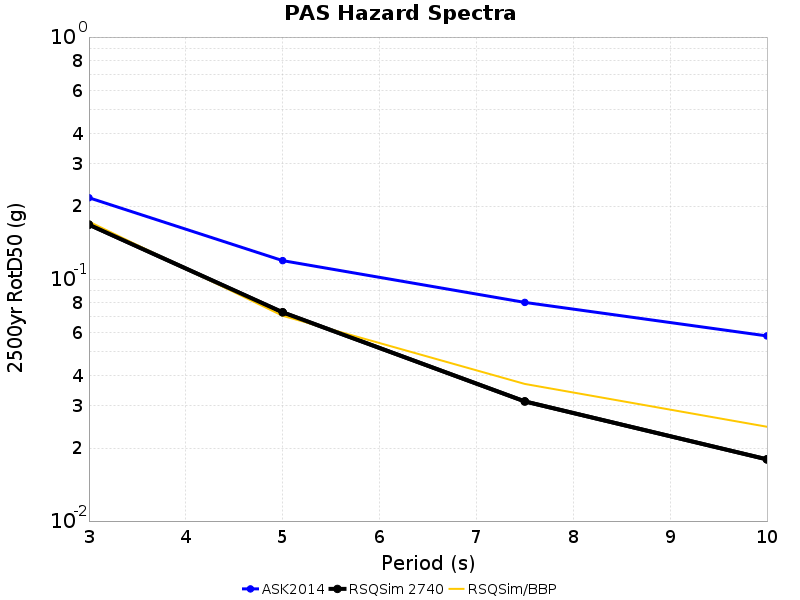 PAS Hazard Spectra
10^0
8
6
4
3
2
10^-1
8
6
4
3
2
10^-2
2500yr RotD50 (g)
3 4 5 6 7 8 9 10
Period (s)
ASK2014 RSQSim 2740 RSQSim/BBP